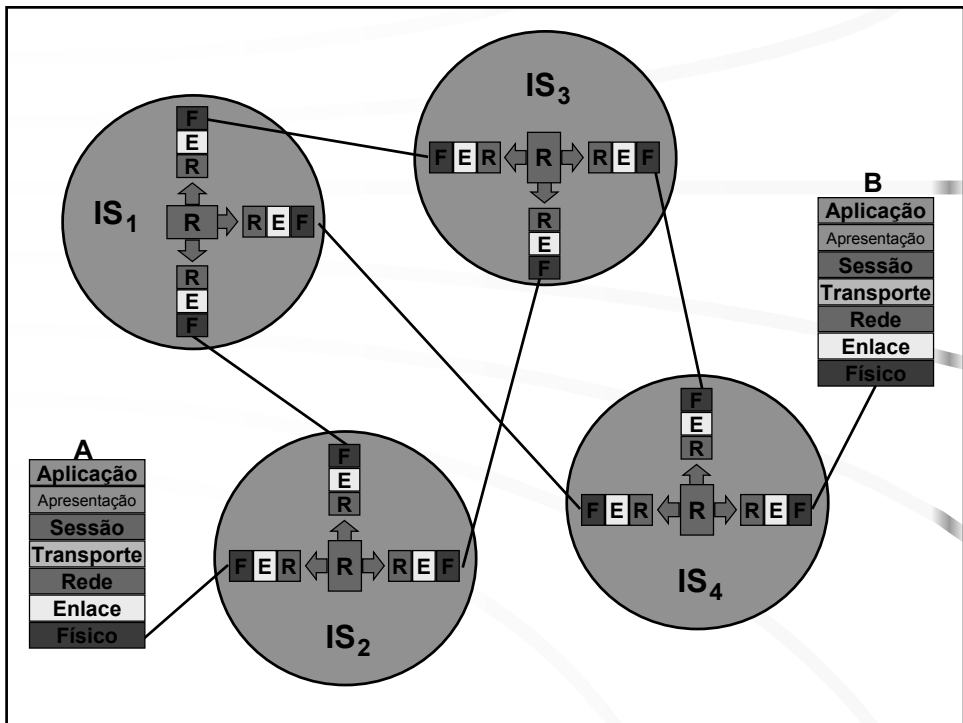 IS3
F
E
R
F E R
R
R E F
R
E
F
IS1
R
R E F
R
E
F
B
Aplicação
Apresentação
Sessão
Transporte
Rede
Enlace
Físico
A
Aplicação
Apresentação
Sessão
Transporte
Rede
Enlace
Físico
F
E
R
F E R
R
R E F
IS2
F
E
R
F E R
R
R E F
IS4